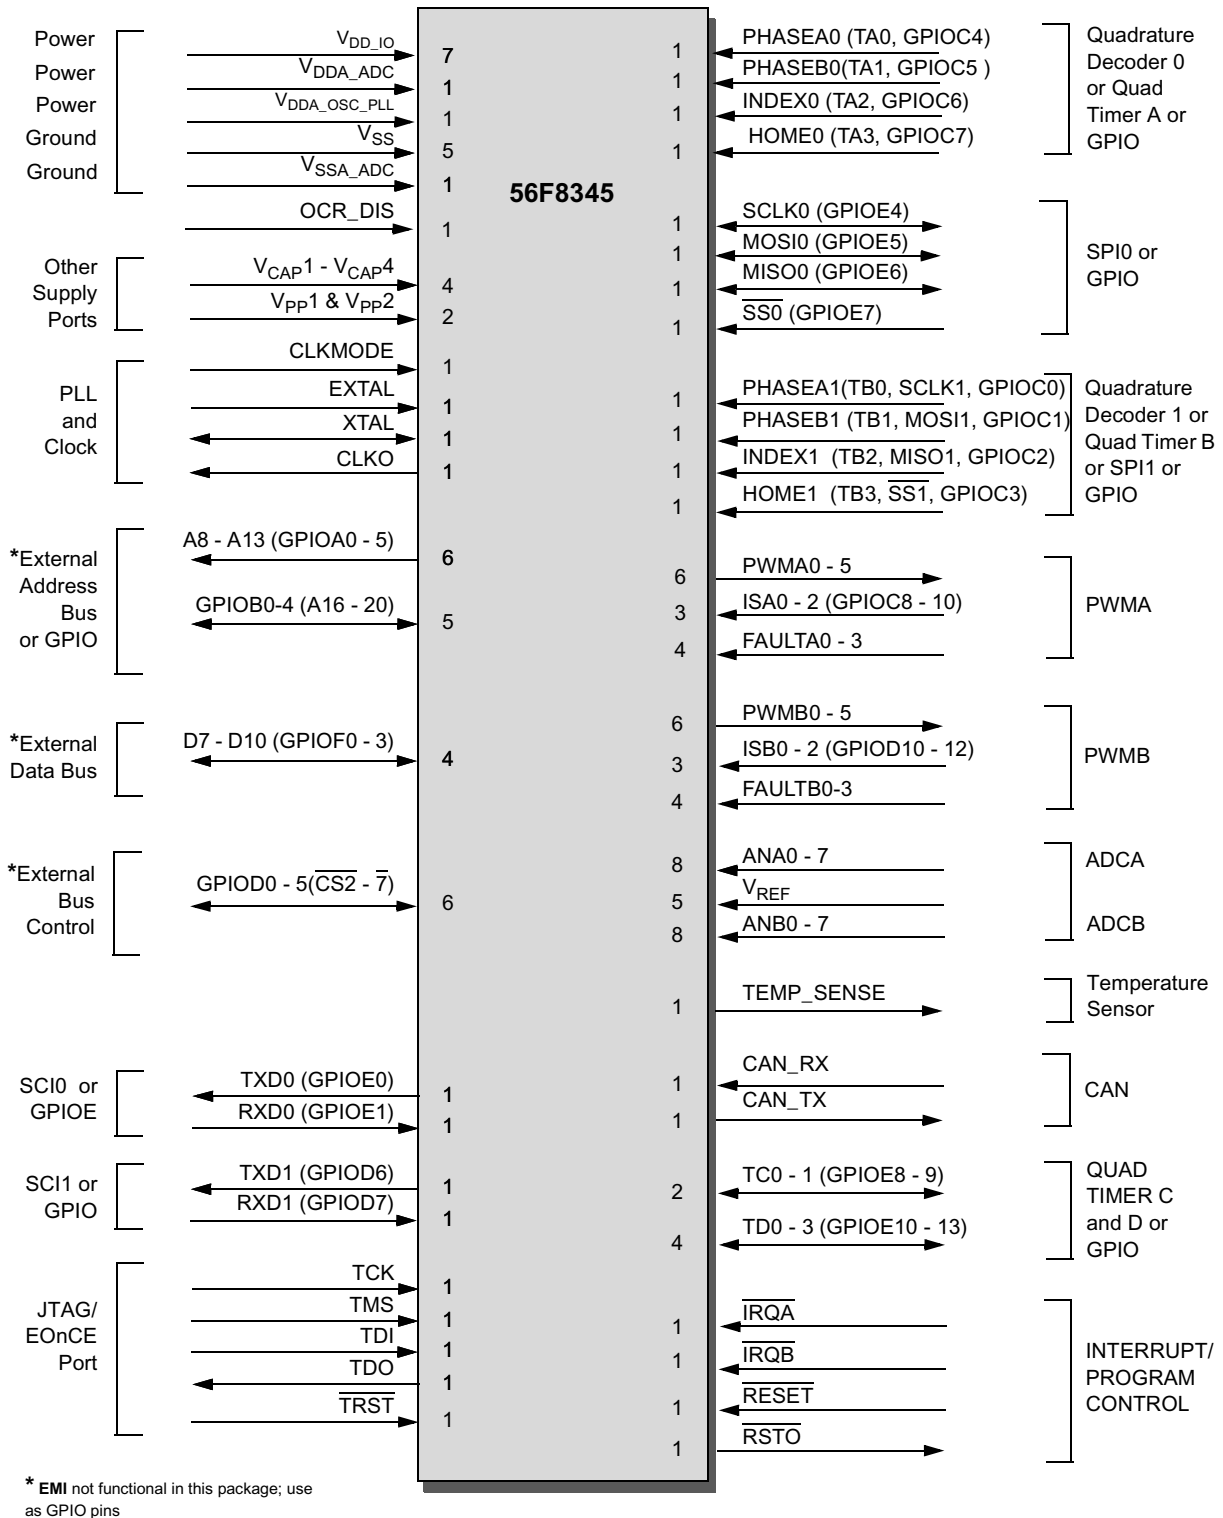 56F8345
Power
Power
Power
Ground
Ground
VDD_IO
7
VDDA_ADC
1
VDDA_OSC_PLL
1
VSS
5
VSSA_ADC
1
OCR_DIS
1
Other
Supply
Ports
VCAP1 - VCAP4
4
VPP1 & VPP2
2
PLL
and
Clock
CLKMODE
1
EXTAL
1
XTAL
1
CLKO
1
*External
Address
Bus
or GPIO
A8 - A13 (GPIOA0 - 5)
6
GPIOB0-4 (A16 - 20)
5
*External
Data Bus
D7 - D10 (GPIOF0 - 3)
4
*External
Bus
Control
GPIOD0 - 5(CS2 - 7)
6
SCI0 or
GPIOE
TXD0 (GPIOE0)
1
RXD0 (GPIOE1)
1
SCI1 or
GPIO
TXD1 (GPIOD6)
1
RXD1 (GPIOD7)
1
JTAG/
EOnCE
Port
TCK
1
TMS
1
TDI
1
TDO
1
TRST
1
1
PHASEA0 (TA0, GPIOC4)
1
PHASEB0(TA1, GPIOC5 )
1
INDEX0 (TA2, GPIOC6)
1
HOME0 (TA3, GPIOC7)
Quadrature
Decoder 0
or Quad
Timer A or
GPIO
1
SCLK0 (GPIOE4)
1
MOSI0 (GPIOE5)
1
MISO0 (GPIOE6)
1
SS0 (GPIOE7)
SPI0 or
GPIO
1
PHASEA1(TB0, SCLK1, GPIOC0)
1
PHASEB1 (TB1, MOSI1, GPIOC1)
1
INDEX1 (TB2, MISO1, GPIOC2)
1
HOME1 (TB3, SS1, GPIOC3)
Quadrature
Decoder 1 or
Quad Timer B
or SPI1 or
GPIO
6
PWMA0 - 5
3
ISA0 - 2 (GPIOC8 - 10)
4
FAULTA0 - 3
PWMA
6
PWMB0 - 5
3
ISB0 - 2 (GPIOD10 - 12)
4
FAULTB0-3
PWMB
8
ANA0 - 7
5
VREF
8
ANB0 - 7
ADCA
ADCB
1
TEMP_SENSE
Temperature
Sensor
1
CAN_RX
1
CAN_TX
CAN
2
TC0 - 1 (GPIOE8 - 9)
4
TD0 - 3 (GPIOE10 - 13)
QUAD
TIMER C
and D or
GPIO
1
IRQA
1
IRQB
1
RESET
1
RSTO
INTERRUPT/
PROGRAM
CONTROL
* EMI not functional in this package; use
as GPIO pins